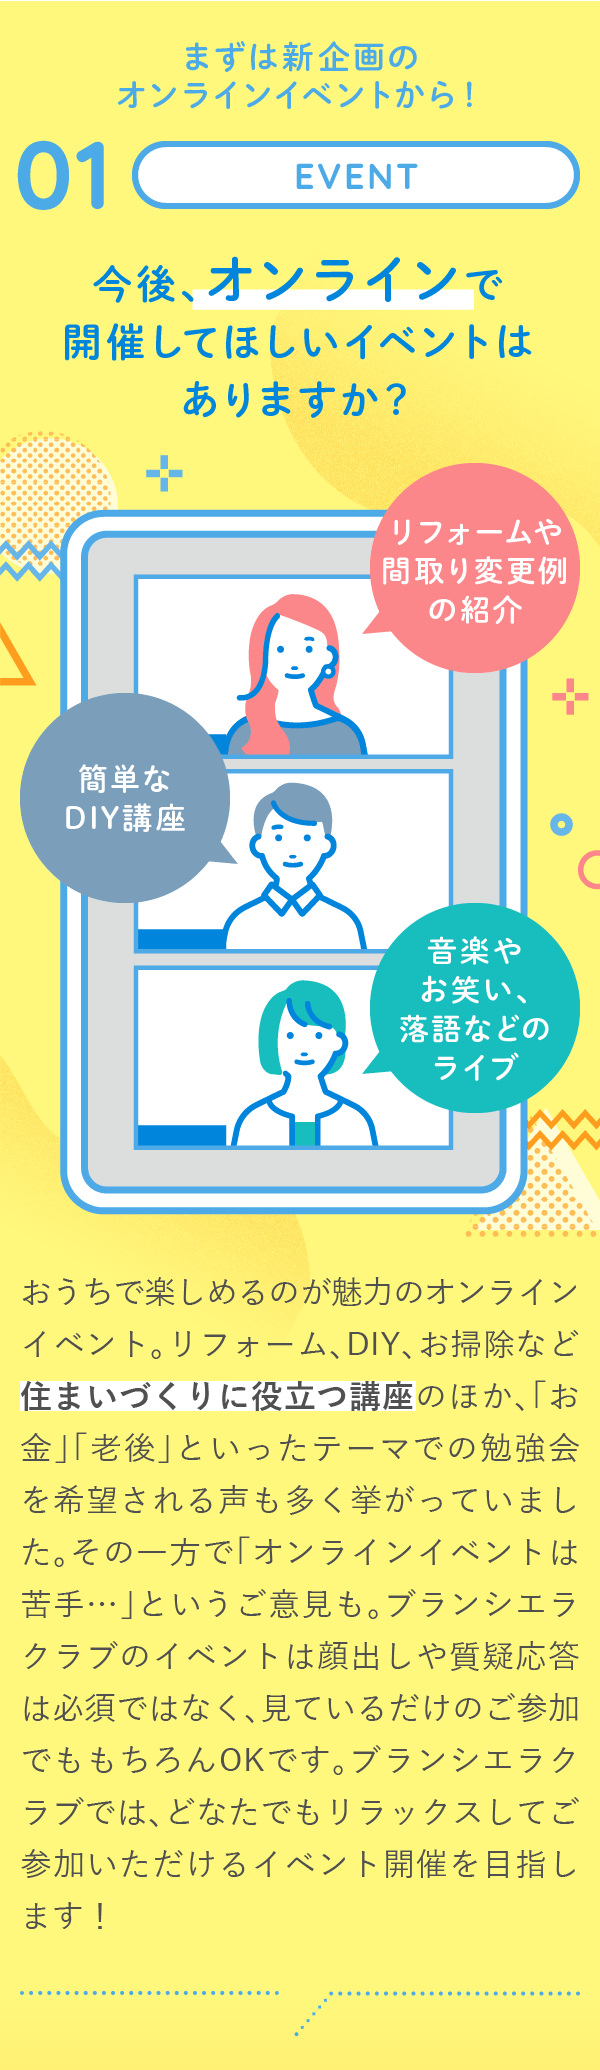 まずは新企画の
オンラインイベントから！
01
EVENT
今後、オンラインで
開催してほしいイベントは
ありますか？
リフォームや
間取り変更例
の紹介
簡単な
DIY講座
音楽や
お笑い、
落語などの
ライブ
おうちで楽しめるのが魅力のオンライン
イベント。リフォーム、DIY、お掃除など
住まいづくりに役立つ講座のほか、「お
金」「老後」といったテーマでの勉強会
を希望される声も多く挙がっていまし
た。その一方で「オンラインイベントは
苦手…」というご意見も。ブランシエラ
クラブのイベントは顔出しや質疑応答
は必須ではなく、見ているだけのご参加
でももちろんOKです。ブランシエラク
ラブでは、どなたでもリラックスしてご
参加いただけるイベント開催を目指し
ます！